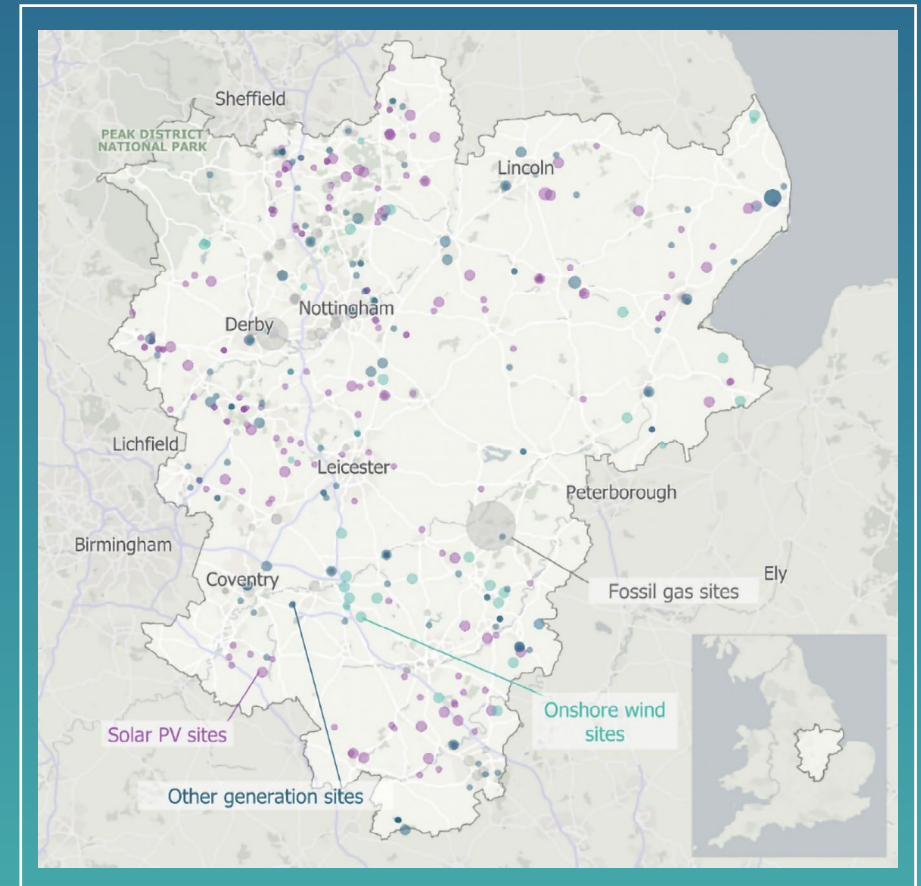 Sheffield
PEAK DISTRICT
NATIONAL PARK
Lincoln
Nottingham
Derby
Lichfield
Leicester
Peterborough
Birmingham
Coventry
Ely
Fossil gas sites
Onshore wind
sites
Solar PV sites
Other generation sites